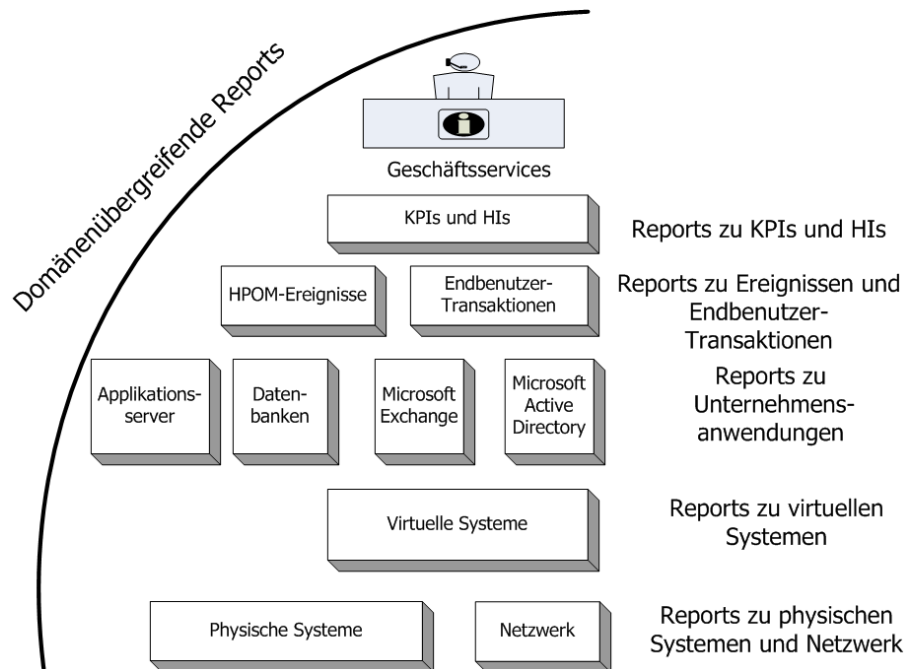 Domänenübergreifende Reports
Geschäftsservices
KPIs und HIs
Reports zu KPIs und HIs
HPOM-Ereignisse
Endbenutzer-
Transaktionen
Reports zu Ereignissen und
Endbenutzer-
Transaktionen
Applikations-
server
Daten-
banken
Microsoft
Exchange
Microsoft
Active
Directory
Reports zu
Unternehmens-
anwendungen
Virtuelle Systeme
Reports zu virtuellen
Systemen
Physische Systeme
Netzwerk
Reports zu physischen
Systemen und Netzwerk